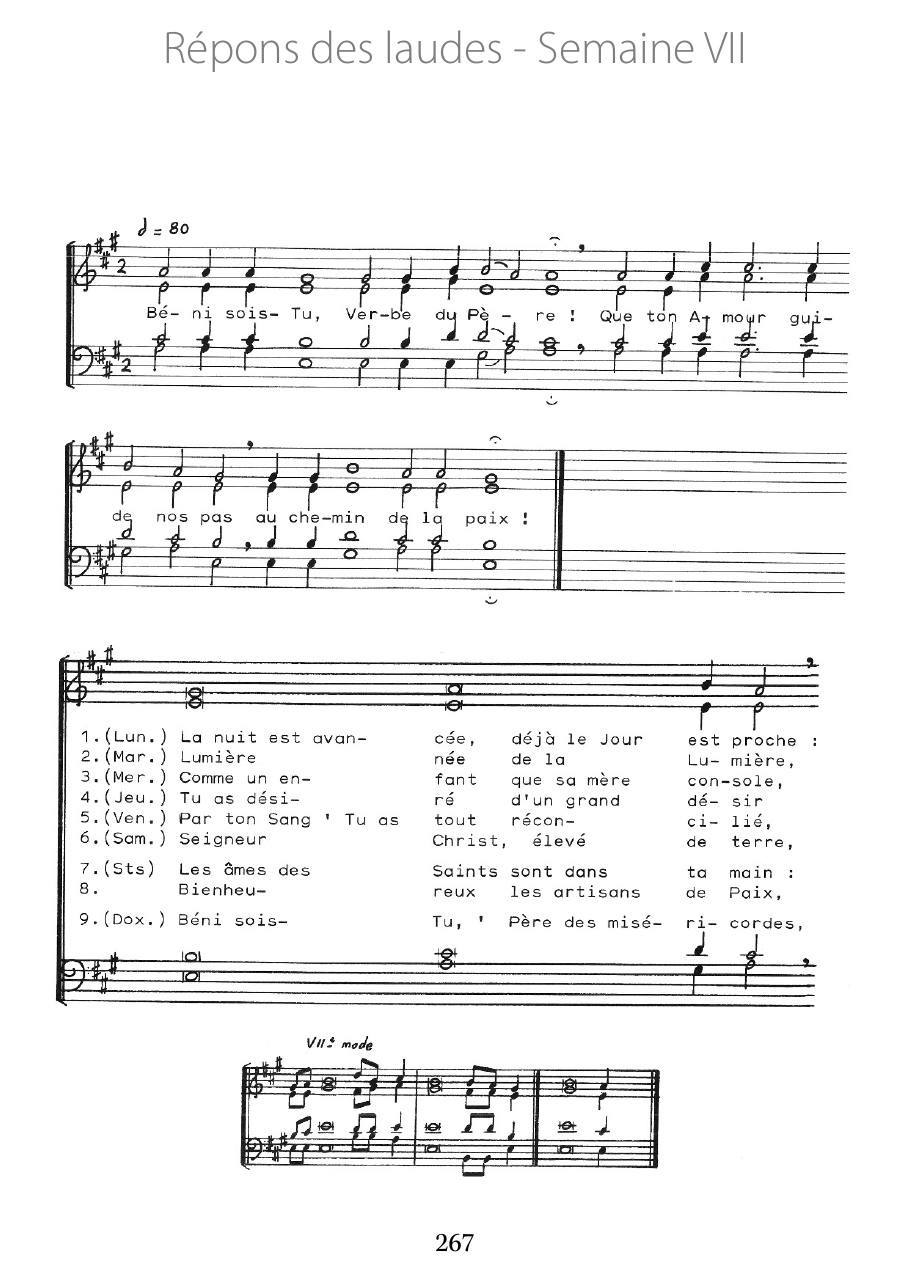 Répons des laudes - Semaine VII
𝅗𝅥 = 80
Bé- ni sois- Tu, Ver-be du Pè - re ! Que ton A- mour gui-
de nos pas au che-min de la paix !
1.(Lun.) La nuit est avan- cée, déjà le Jour est proche :
2.(Mar.) Lumière née de la Lu- mière,
3.(Mer.) Comme un en- fant que sa mère con-sole,
4.(Jeu.) Tu as dési- ré d'un grand dé- sir
5.(Ven.) Par ton Sang ' Tu as tout récon- ci- lié,
6.(Sam.) Seigneur Christ, élevé de terre,
7.(Sts) Les âmes des Saints sont dans ta main :
8. Bienheu- reux les artisans de Paix,
9.(Dox.) Béni sois- Tu, ' Père des misé- ri- cordes,
VIIe mode
267